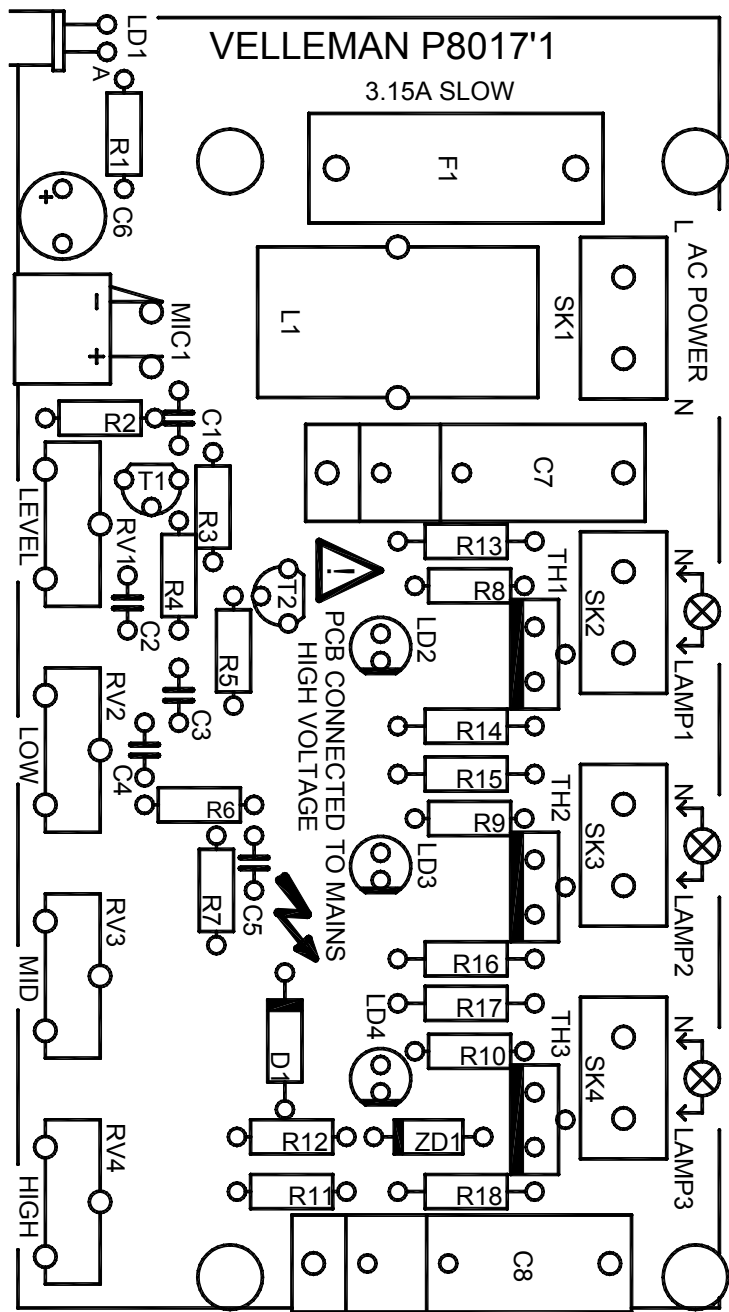 VELLEMAN P8017'1
3.15A SLOW
LD1
A
R1
F1
+
C6
L AC POWER N
SK1
L1
-
+
MIC1
R2
C1
C7
T1
R3
LEVEL
RV1
R4
R13
TH1
R8
SK2
N
LAMP1
!
T2
C2
LD2
PCB CONNECTED TO MAINS
HIGH VOLTAGE
R5
RV2
C3
R14
LOW
C4
R15
TH2
R6
R9
SK3
N
LAMP2
LD3
R7
C5
RV3
MID
R16
R17
TH3
LD4
R10
SK4
N
LAMP3
D1
R12
ZD1
RV4
HIGH
R11
R18
C8